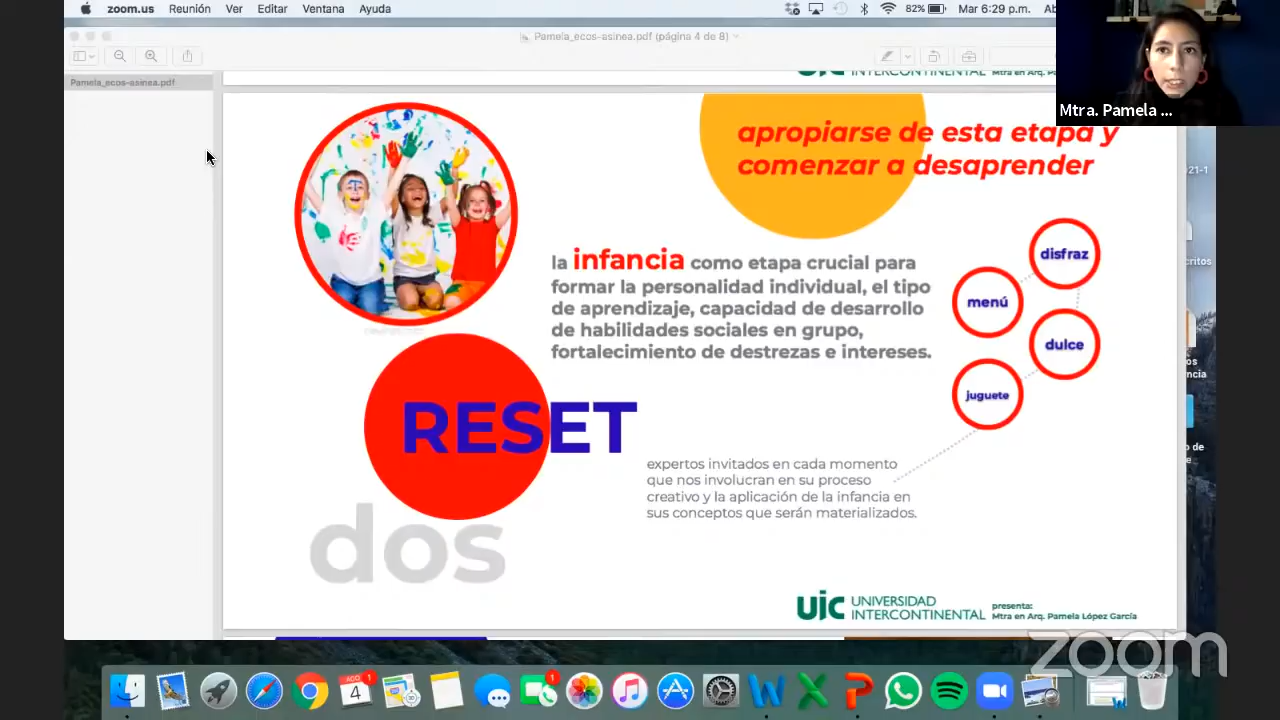 zoom.us Reunión Ver Editar Ventana Ayuda
82% Mar 6:29 p.m.
Pamela_ecos-asinea.pdf (página 4 de 8)
Pamela_ecos-asinea.pdf
Mtra. Pamela ...
apropiarse de esta etapa y
comenzar a desaprender
la infancia como etapa crucial para
formar la personalidad individual, el tipo
de aprendizaje, capacidad de desarrollo
de habilidades sociales en grupo,
fortalecimiento de destrezas e intereses.
disfraz
menú
dulce
juguete
RESET
expertos invitados en cada momento
que nos involucran en su proceso
creativo y la aplicación de la infancia en
sus conceptos que serán materializados.
dos
UIC UNIVERSIDAD
INTERCONTINENTAL
presenta:
Mtra en Arq. Pamela López García
zoom